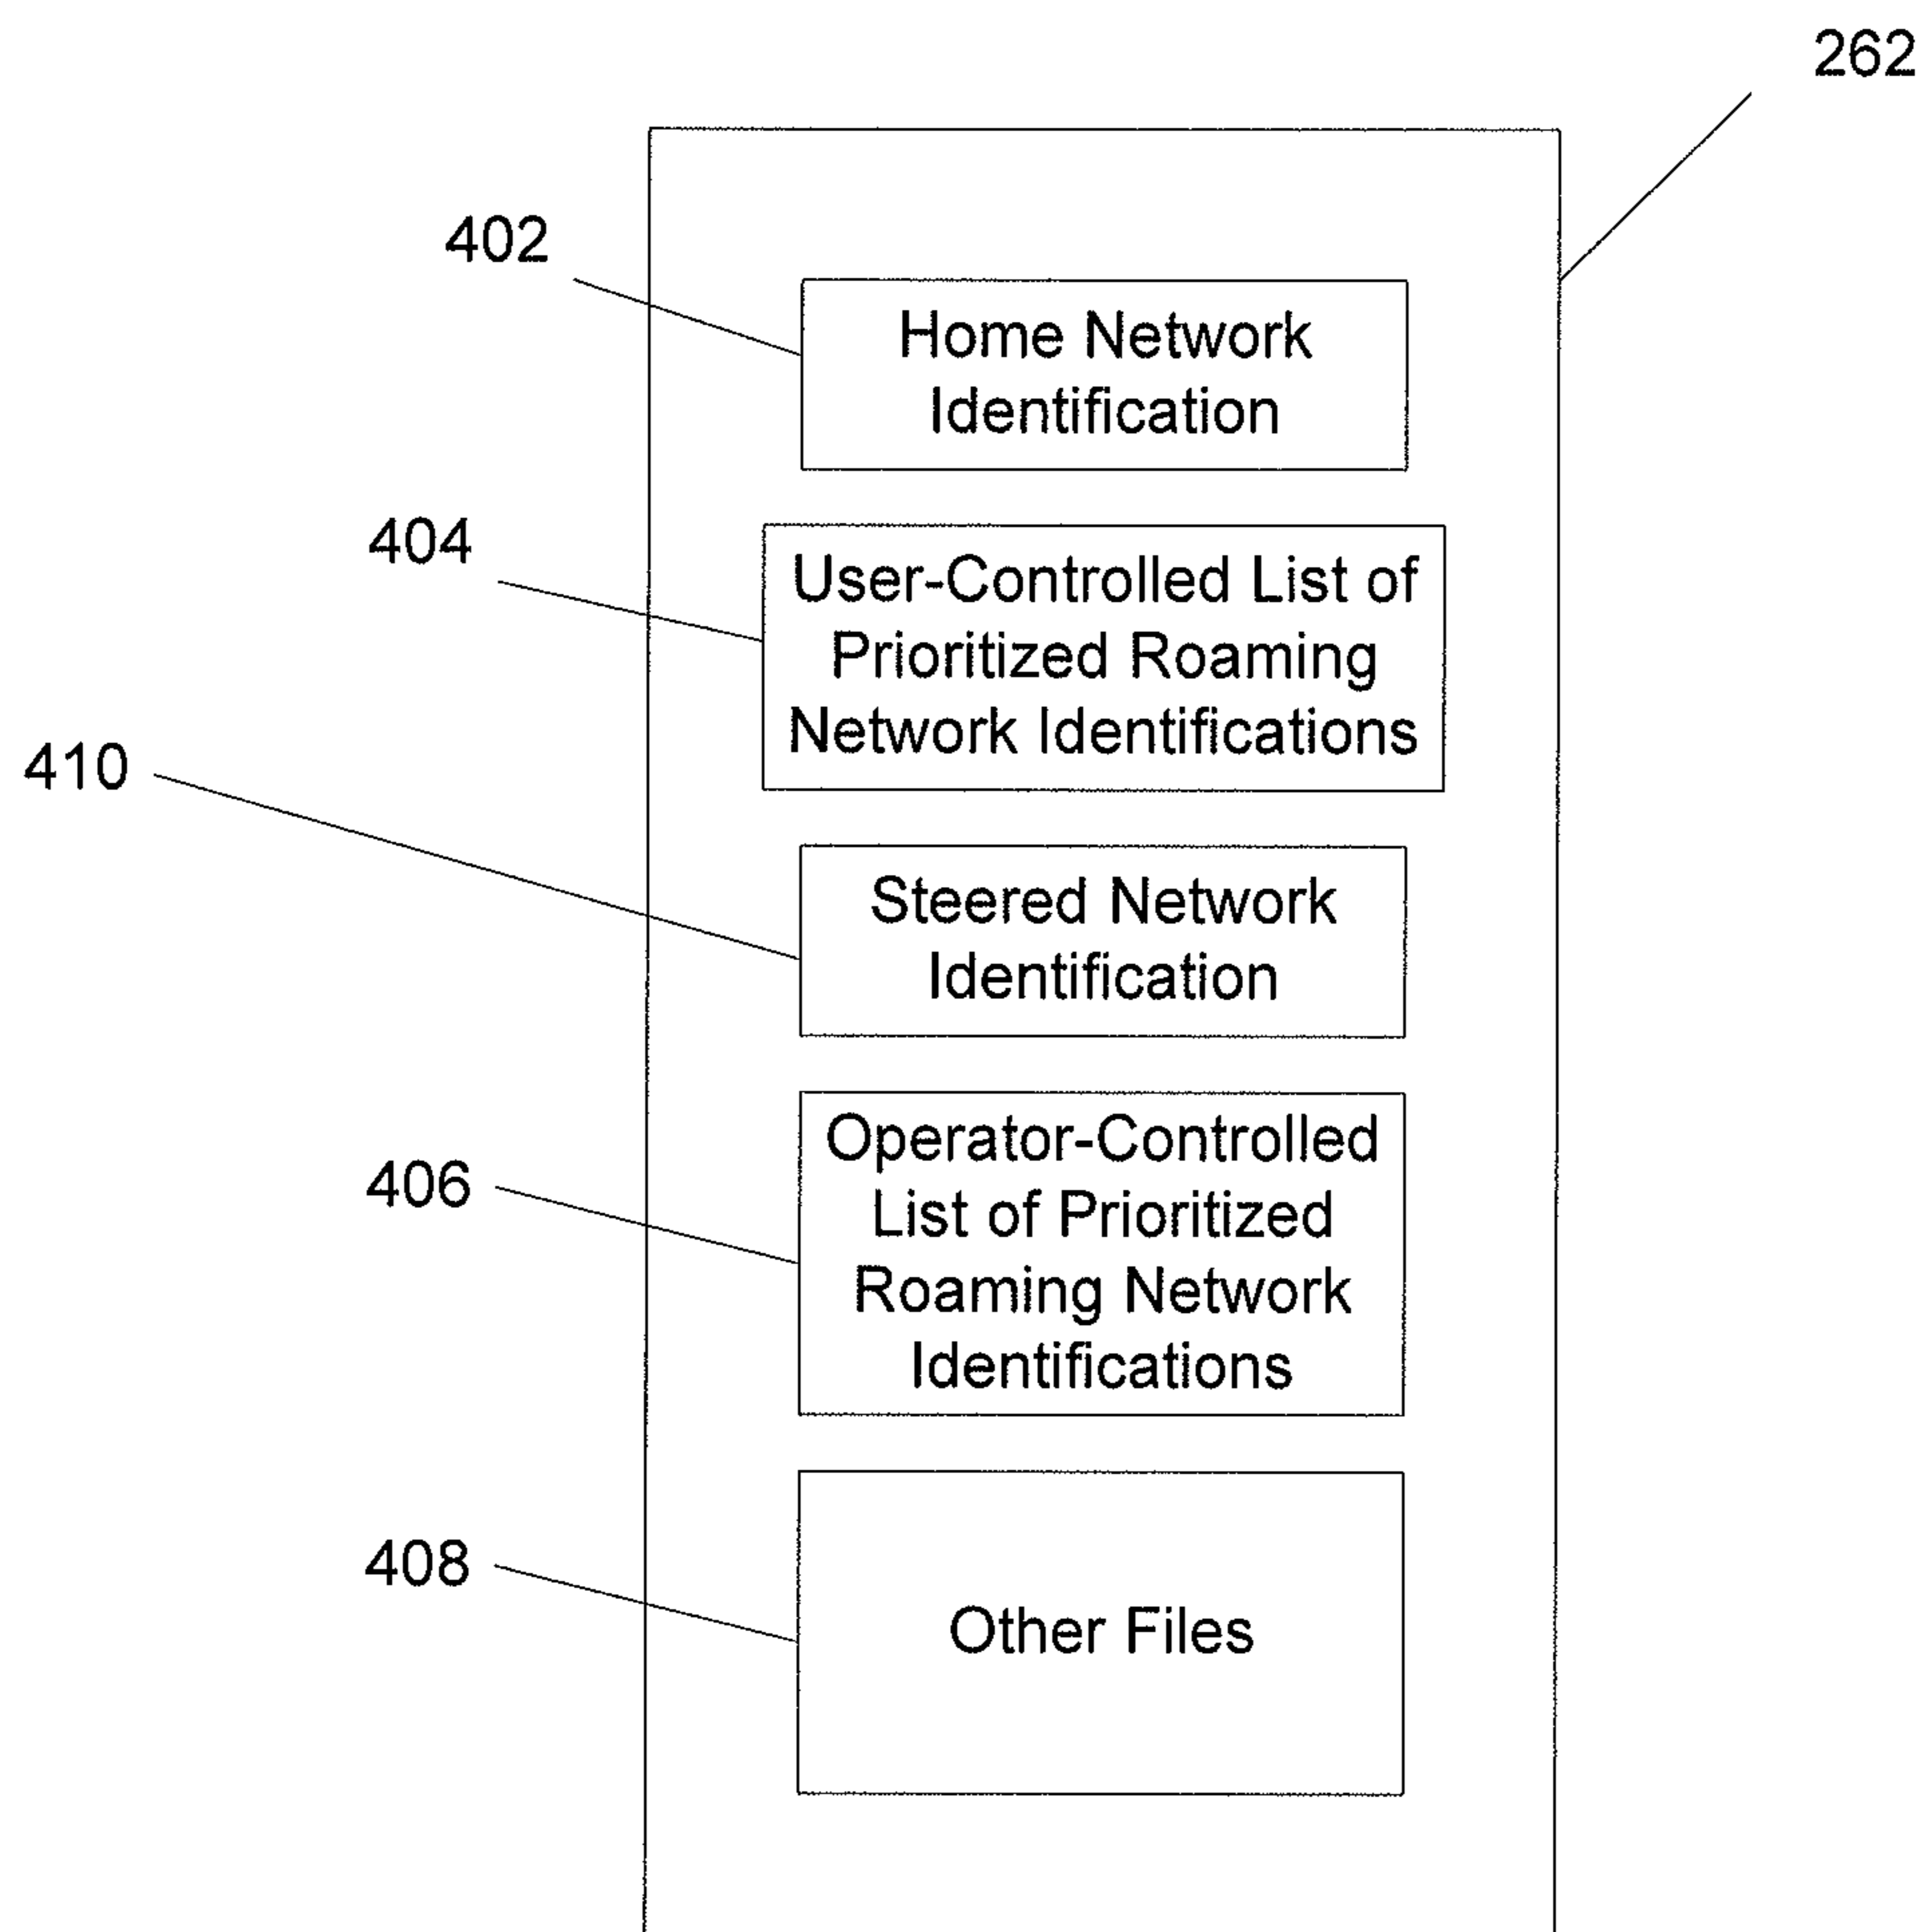 262
402
Home Network
Identification
404
User-Controlled List of
Prioritized Roaming
Network Identifications
410
Steered Network
Identification
406
Operator-Controlled
List of Prioritized
Roaming Network
Identifications
408
Other Files